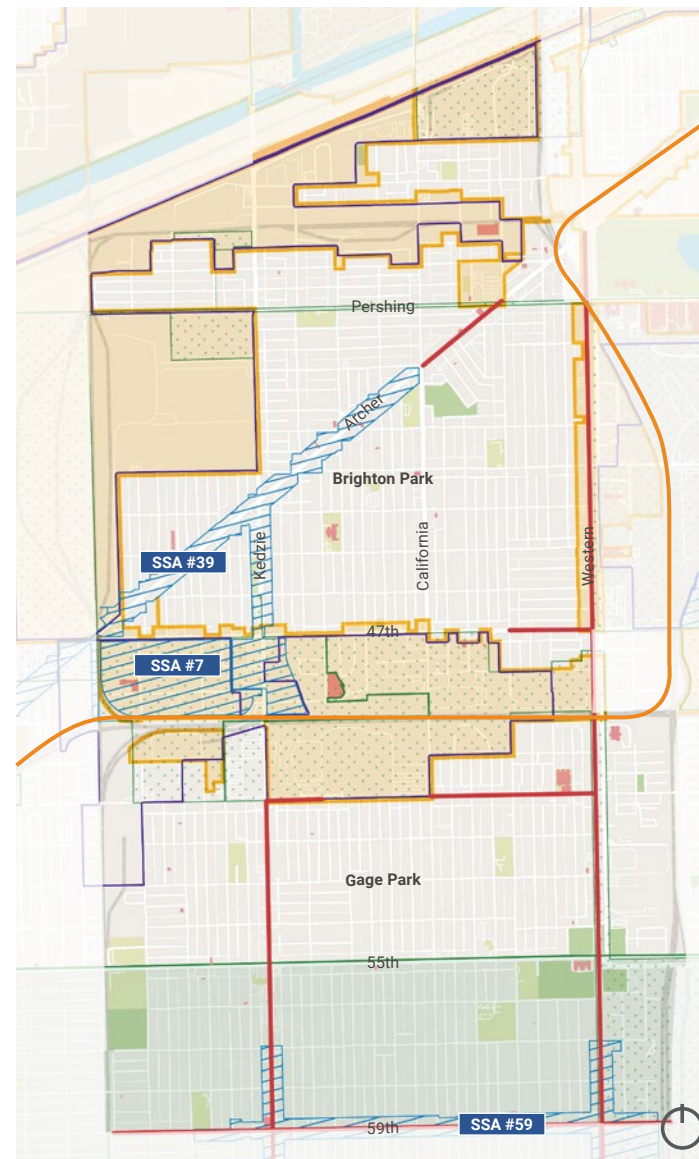 Pershing
Archer
Brighton Park
California
Kedzie
Western
SSA #39
47th
SSA #7
Gage Park
55th
59th
SSA #59